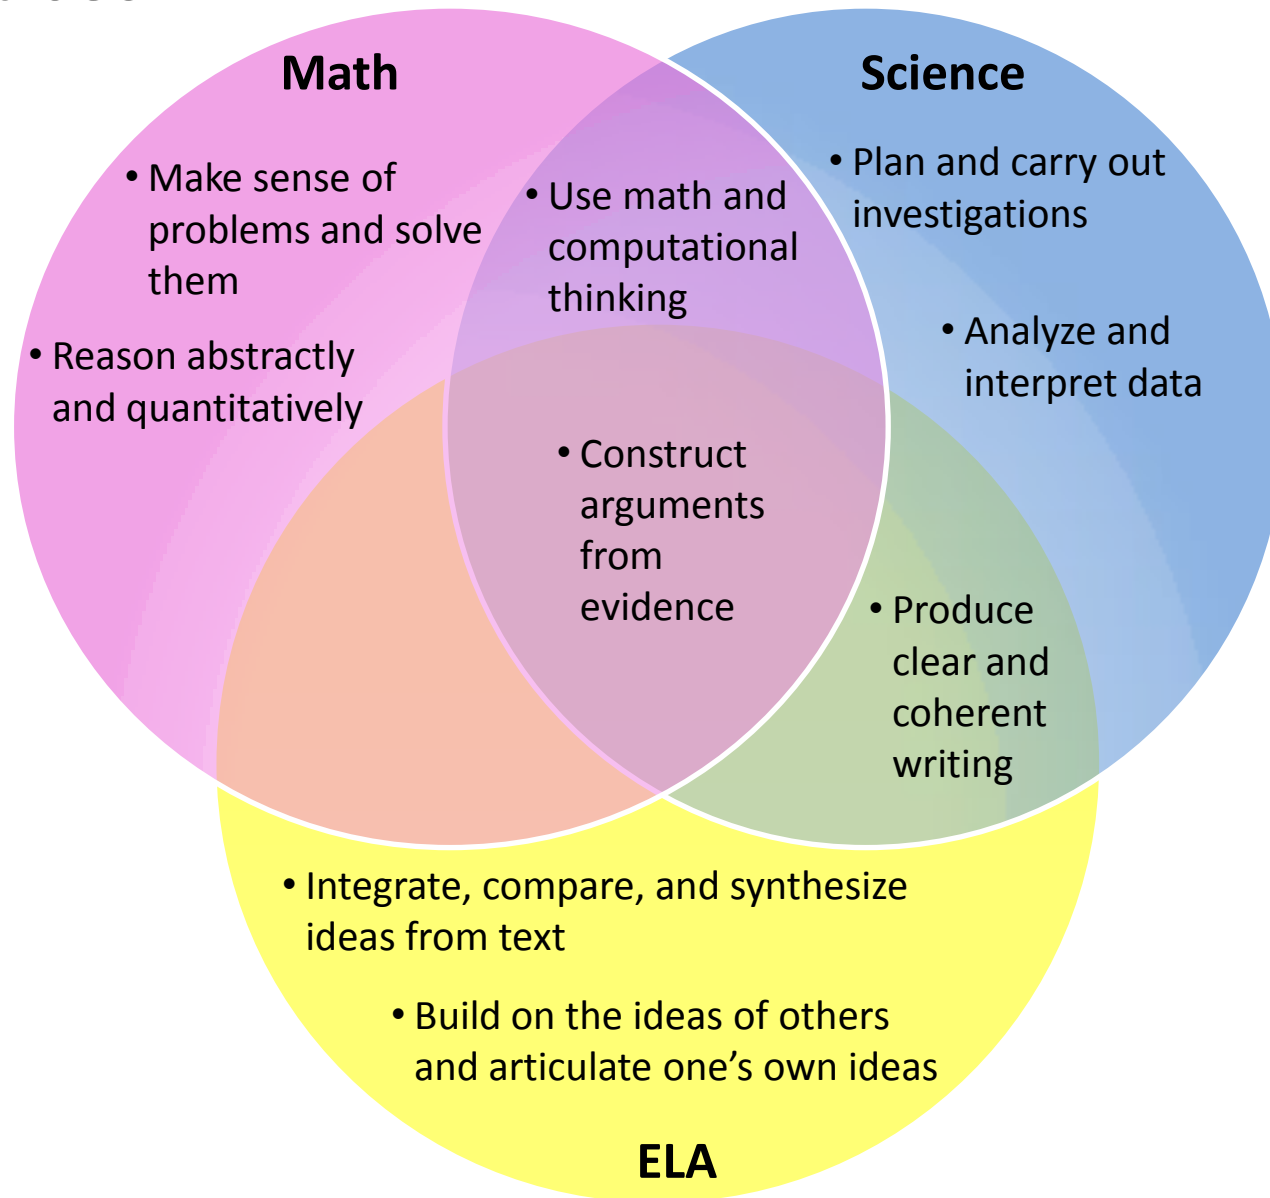 Math
• Make sense of
problems and solve
them
• Reason abstractly
and quantitatively
• Use math and
computational
thinking
Science
• Plan and carry out
investigations
• Analyze and
interpret data
• Construct
arguments
from
evidence
• Produce
clear and
coherent
writing
• Integrate, compare, and synthesize
ideas from text
• Build on the ideas of others
and articulate one’s own ideas
ELA